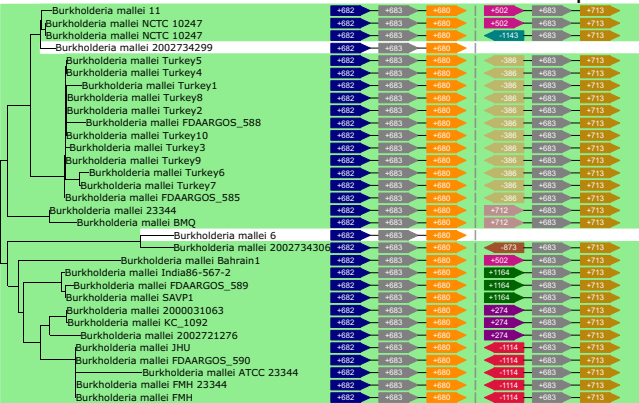 Burkholderia mallei 11 +682 +683 +680 +502 +683 +713
Burkholderia mallei NCTC 10247 +682 +683 +680 +502 +683 +713
Burkholderia mallei NCTC 10247 +682 +683 +680 -1143 +683 +713
Burkholderia mallei 2002734299 +682 +683 +680
Burkholderia mallei Turkey5 +682 +683 +680 -386 +683 +713
Burkholderia mallei Turkey4 +682 +683 +680 -386 +683 +713
Burkholderia mallei Turkey1 +682 +683 +680 -386 +683 +713
Burkholderia mallei Turkey8 +682 +683 +680 -386 +683 +713
Burkholderia mallei Turkey2 +682 +683 +680 -386 +683 +713
Burkholderia mallei FDAARGOS_588 +682 +683 +680 -386 +683 +713
Burkholderia mallei Turkey10 +682 +683 +680 -386 +683 +713
Burkholderia mallei Turkey3 +682 +683 +680 -386 +683 +713
Burkholderia mallei Turkey9 +682 +683 +680 -386 +683 +713
Burkholderia mallei Turkey6 +682 +683 +680 -386 +683 +713
Burkholderia mallei Turkey7 +682 +683 +680 -386 +683 +713
Burkholderia mallei FDAARGOS_585 +682 +683 +680 -386 +683 +713
Burkholderia mallei 23344 +682 +683 +680 +712 +683 +713
Burkholderia mallei BMQ +682 +683 +680 +712 +683 +713
Burkholderia mallei 6 +682 +683 +680
Burkholderia mallei 2002734306 +682 +683 +680 -873 +683 +713
Burkholderia mallei Bahrain1 +682 +683 +680 +502 +683 +713
Burkholderia mallei India86-567-2 +682 +683 +680 +1164 +683 +713
Burkholderia mallei FDAARGOS_589 +682 +683 +680 +1164 +683 +713
Burkholderia mallei SAVP1 +682 +683 +680 +1164 +683 +713
Burkholderia mallei 2000031063 +682 +683 +680 +274 +683 +713
Burkholderia mallei KC_1092 +682 +683 +680 +274 +683 +713
Burkholderia mallei 2002721276 +682 +683 +680 +274 +683 +713
Burkholderia mallei JHU +682 +683 +680 -1114 +683 +713
Burkholderia mallei FDAARGOS_590 +682 +683 +680 -1114 +683 +713
Burkholderia mallei ATCC 23344 +682 +683 +680 -1114 +683 +713
Burkholderia mallei FMH 23344 +682 +683 +680 -1114 +683 +713
Burkholderia mallei FMH +682 +683 +680 -1114 +683 +713